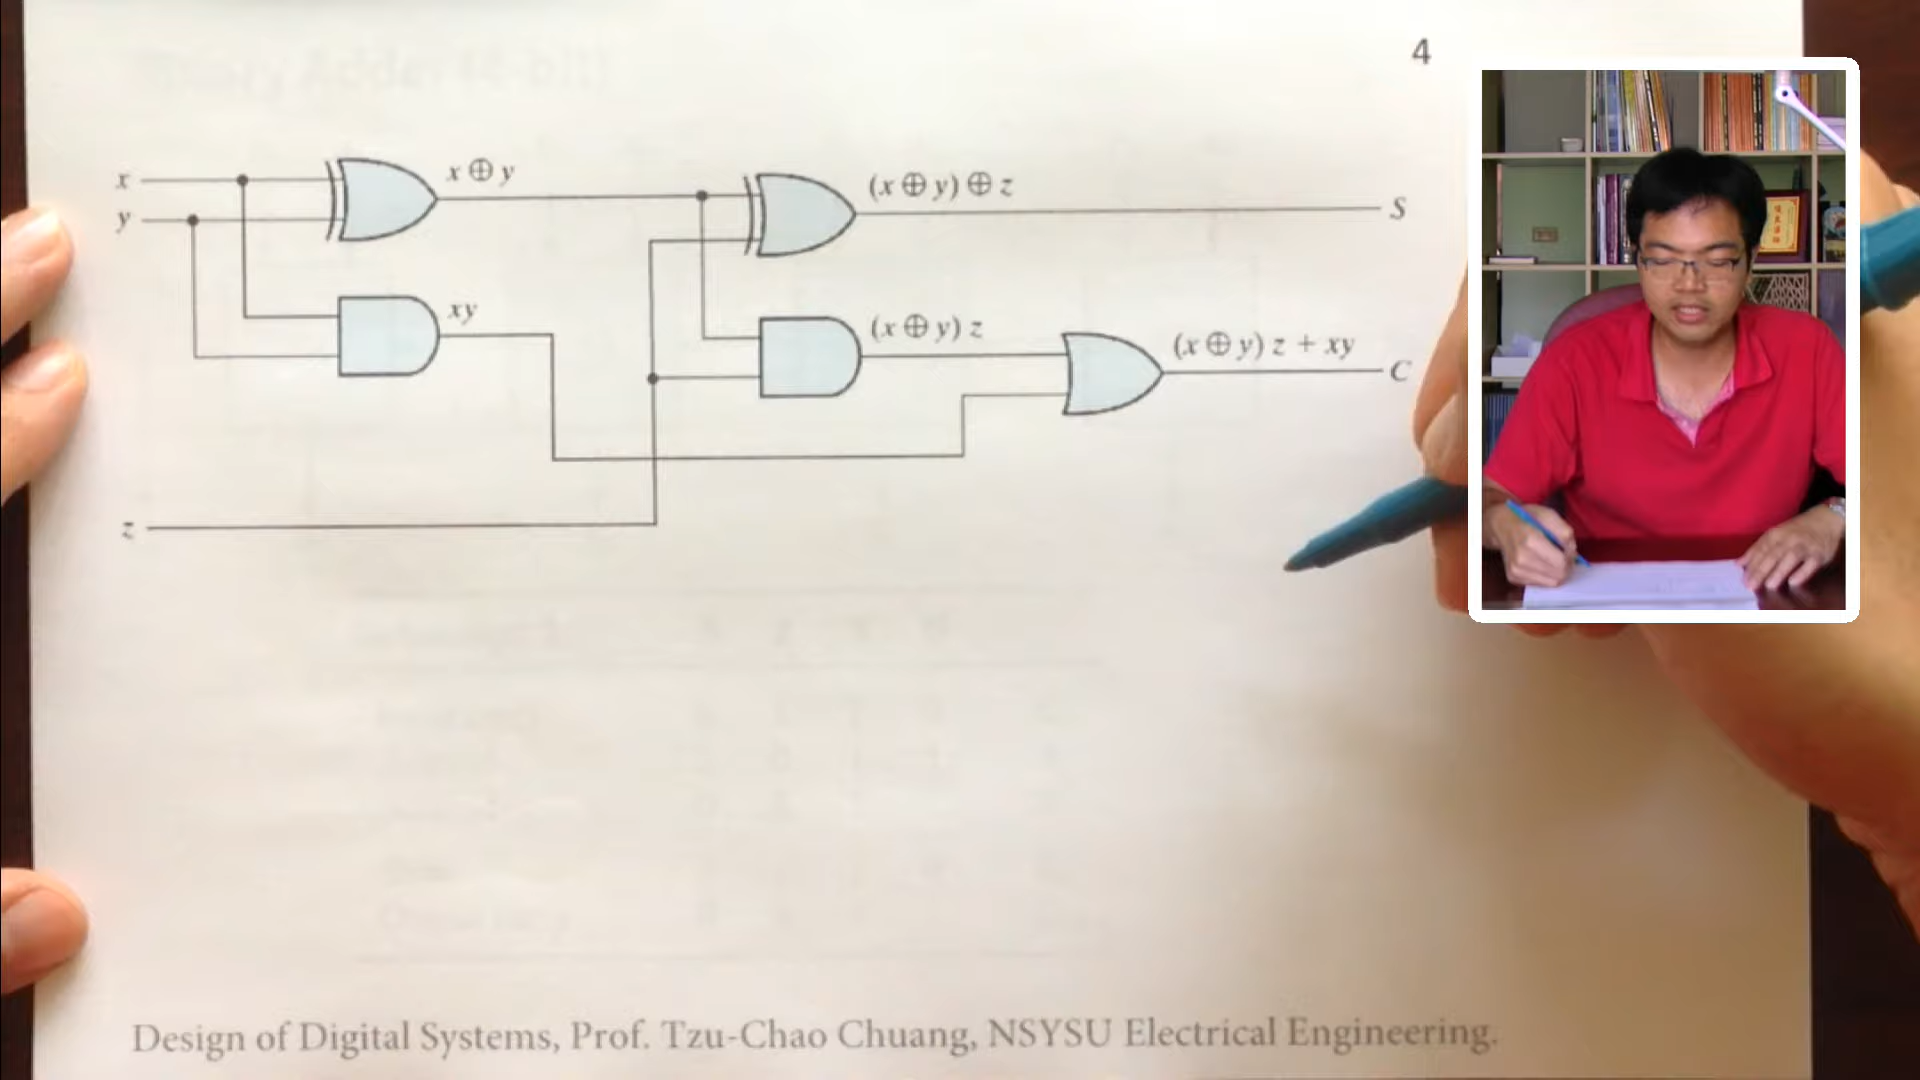 4
x
y
x ⊕ y
(x ⊕ y) ⊕ z
S
xy
(x ⊕ y) z
(x ⊕ y) z + xy
C
z
Design of Digital Systems, Prof. Tzu-Chao Chuang, NSYSU Electrical Engineering.